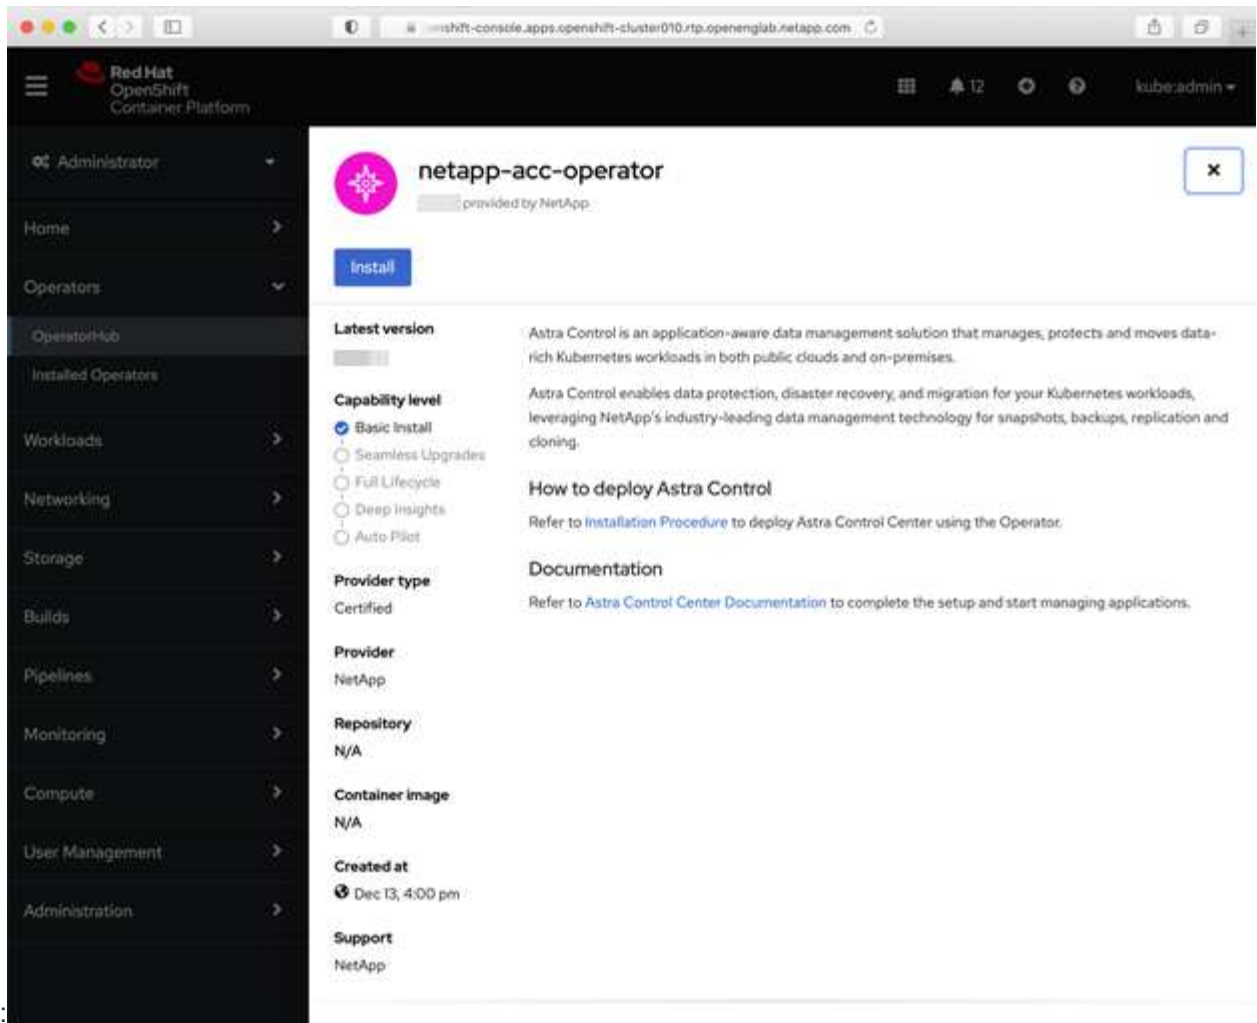 shift-console.apps.openshift-cluster010.rtp.openenglab.netapp.com
Red Hat
OpenShift
Container Platform
12
kube:admin
Administrator
Home
Operators
OperatorHub
Installed Operators
Workloads
Networking
Storage
Builds
Pipelines
Monitoring
Compute
User Management
Administration
netapp-acc-operator
provided by NetApp
Install
Latest version
Capability level
Basic Install
Seamless Upgrades
Full Lifecycle
Deep Insights
Auto Pilot
Provider type
Certified
Provider
NetApp
Repository
N/A
Container image
N/A
Created at
Dec 13, 4:00 pm
Support
NetApp
Astra Control is an application-aware data management solution that manages, protects and moves data-
rich Kubernetes workloads in both public clouds and on-premises.
Astra Control enables data protection, disaster recovery, and migration for your Kubernetes workloads,
leveraging NetApp's industry-leading data management technology for snapshots, backups, replication and
cloning.
How to deploy Astra Control
Refer to Installation Procedure to deploy Astra Control Center using the Operator.
Documentation
Refer to Astra Control Center Documentation to complete the setup and start managing applications.
: